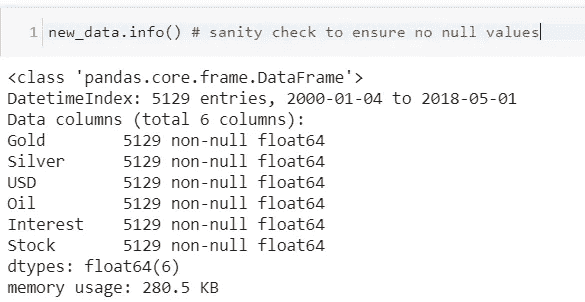 1 new_data.info() # sanity check to ensure no null values
<class 'pandas.core.frame.DataFrame'>
DatetimeIndex: 5129 entries, 2000-01-04 to 2018-05-01
Data columns (total 6 columns):
Gold        5129 non-null float64
Silver      5129 non-null float64
USD         5129 non-null float64
Oil         5129 non-null float64
Interest    5129 non-null float64
Stock       5129 non-null float64
dtypes: float64(6)
memory usage: 280.5 KB